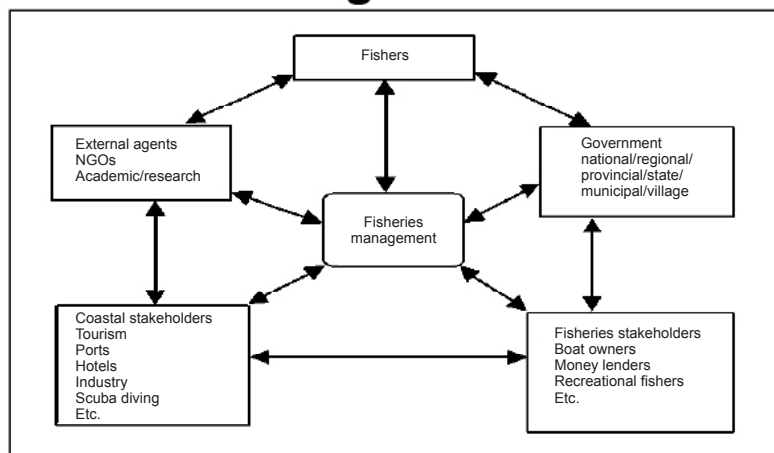 Fishers
External agents
NGOs
Academic/research
Government
national/regional/
provincial/state/
municipal/village
Fisheries
management
Coastal stakeholders
Tourism
Ports
Hotels
Industry
Scuba diving
Etc.
Fisheries stakeholders
Boat owners
Money lenders
Recreational fishers
Etc.